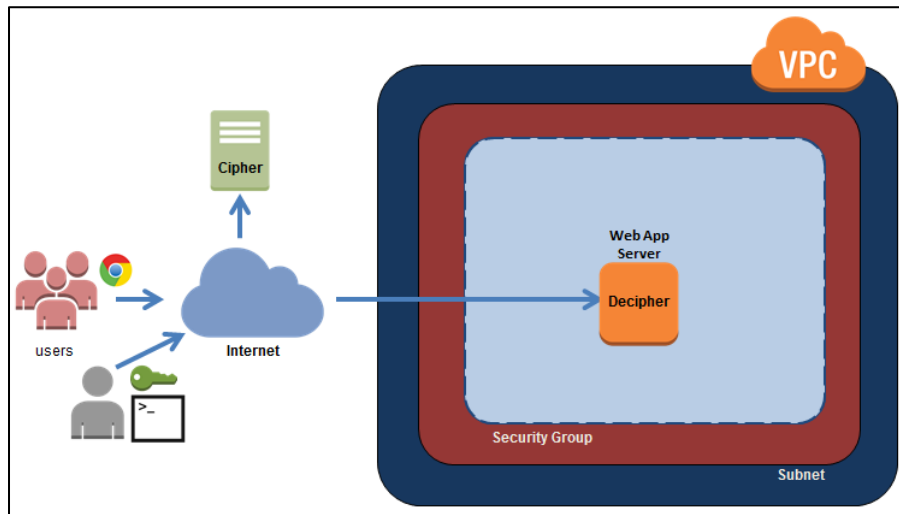 VPC
Cipher
Web App
Server
Decipher
users
Internet
>_
Security Group
Subnet